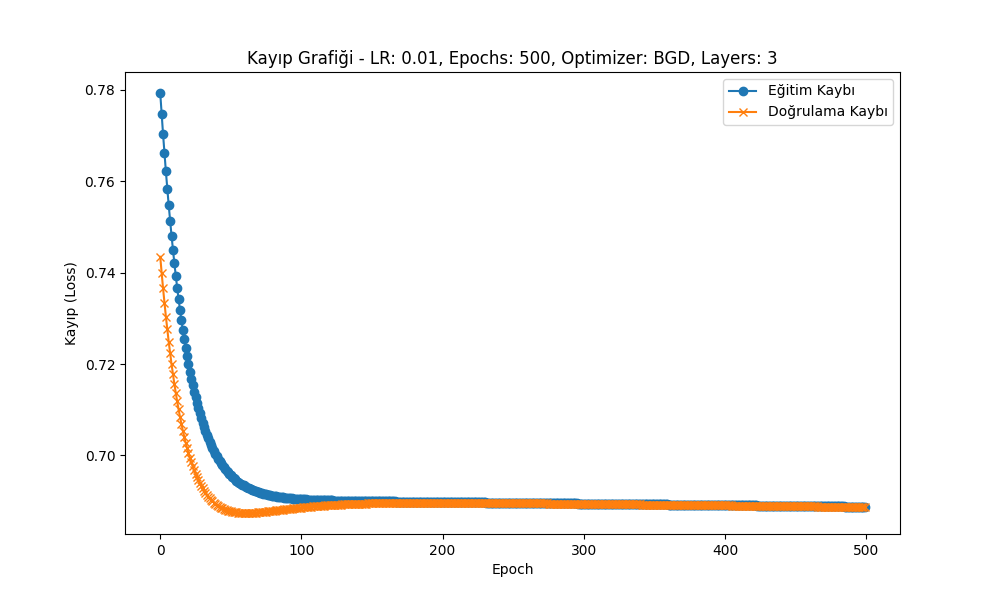 Kayıp Grafiği - LR: 0.01, Epochs: 500, Optimizer: BGD, Layers: 3
Eğitim Kaybı
Doğrulama Kaybı
Kayıp (Loss)
0.78
0.76
0.74
0.72
0.70
0
100
200
300
400
500
Epoch